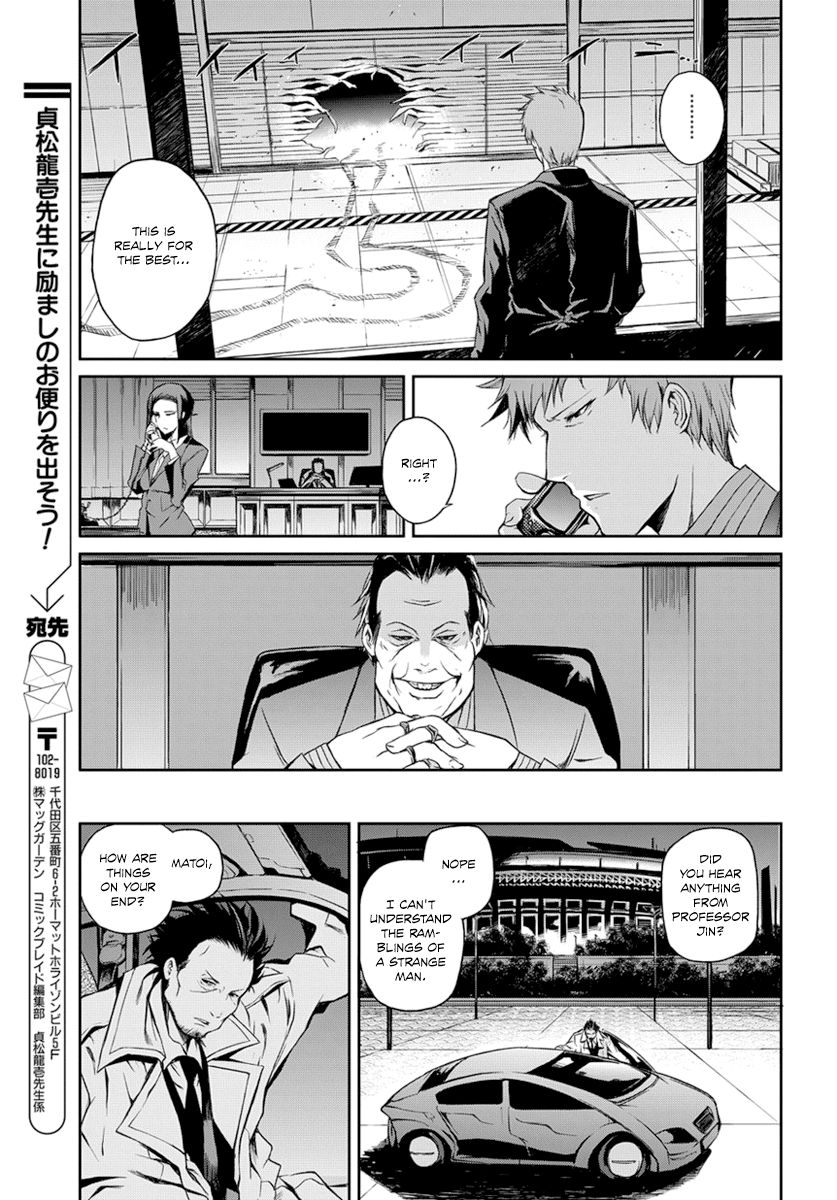 ………
THIS IS
REALLY FOR
THE BEST...
RIGHT
...?
DID
YOU HEAR
ANYTHING
FROM
PROFESSOR
JIN?
NOPE
...
I CAN'T
UNDERSTAND
THE RAM-
BLINGS OF
A STRANGE
MAN.
MATOI,
HOW ARE
THINGS
ON YOUR
END?
貞松龍壱先生に励ましのお便りを出そう!
宛先
〒
102-
8019
千代田区五番町6-2ホーマットホライゾンビル5F
㈱マッグガーデン コミックブレイド編集部 貞松龍壱先生係